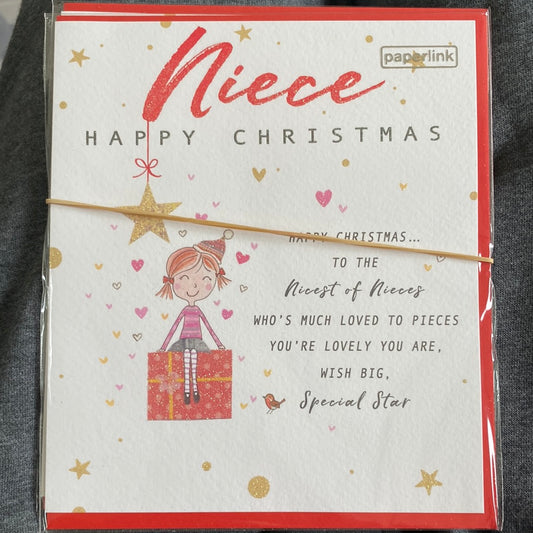 Niece
paperlink
HAPPY CHRISTMAS
HAPPY CHRISTMAS...
TO THE
Nicest of Nieces
WHO'S MUCH LOVED TO PIECES
YOU'RE LOVELY YOU ARE,
WISH BIG,
Special Star